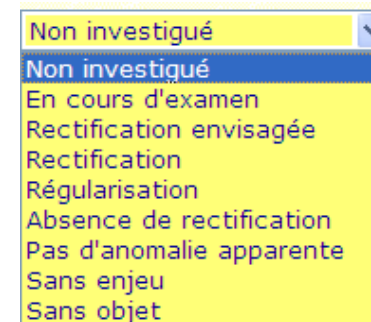 Non investigué
Non investigué
En cours d'examen
Rectification envisagée
Rectification
Régularisation
Absence de rectification
Pas d'anomalie apparente
Sans enjeu
Sans objet